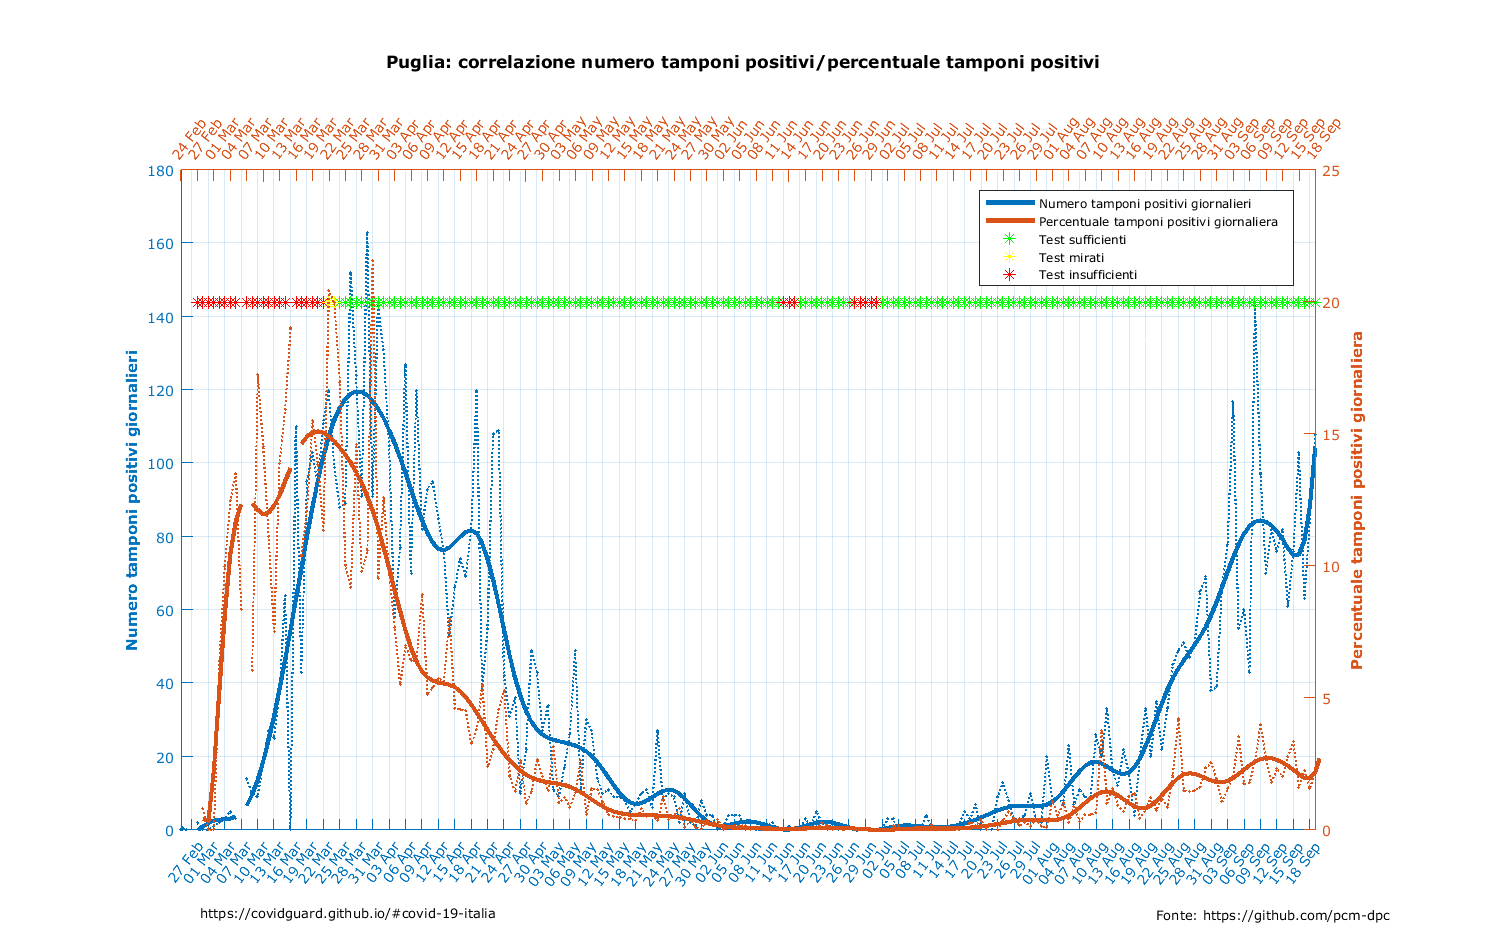 Puglia: correlazione numero tamponi positivi/percentuale tamponi positivi
24 Feb
27 Feb
01 Mar
04 Mar
07 Mar
10 Mar
13 Mar
16 Mar
19 Mar
22 Mar
25 Mar
28 Mar
31 Mar
03 Apr
06 Apr
09 Apr
12 Apr
15 Apr
18 Apr
21 Apr
24 Apr
27 Apr
30 Apr
03 May
06 May
09 May
12 May
15 May
18 May
21 May
24 May
27 May
30 May
02 Jun
05 Jun
08 Jun
11 Jun
14 Jun
17 Jun
20 Jun
23 Jun
26 Jun
29 Jun
02 Jul
05 Jul
08 Jul
11 Jul
14 Jul
17 Jul
20 Jul
23 Jul
26 Jul
29 Jul
01 Aug
04 Aug
07 Aug
10 Aug
13 Aug
16 Aug
19 Aug
22 Aug
25 Aug
28 Aug
31 Aug
03 Sep
06 Sep
09 Sep
12 Sep
15 Sep
18 Sep
180
160
140
120
100
80
60
40
20
0
Numero tamponi positivi giornalieri
25
20
15
10
5
0
Percentuale tamponi positivi giornaliera
Numero tamponi positivi giornalieri
Percentuale tamponi positivi giornaliera
Test sufficienti
Test mirati
Test insufficienti
27 Feb
01 Mar
04 Mar
07 Mar
10 Mar
13 Mar
16 Mar
19 Mar
22 Mar
25 Mar
28 Mar
31 Mar
03 Apr
06 Apr
09 Apr
12 Apr
15 Apr
18 Apr
21 Apr
24 Apr
27 Apr
30 Apr
03 May
06 May
09 May
12 May
15 May
18 May
21 May
24 May
27 May
30 May
02 Jun
05 Jun
08 Jun
11 Jun
14 Jun
17 Jun
20 Jun
23 Jun
26 Jun
29 Jun
02 Jul
05 Jul
08 Jul
11 Jul
14 Jul
17 Jul
20 Jul
23 Jul
26 Jul
29 Jul
01 Aug
04 Aug
07 Aug
10 Aug
13 Aug
16 Aug
19 Aug
22 Aug
25 Aug
28 Aug
31 Aug
03 Sep
06 Sep
09 Sep
12 Sep
15 Sep
18 Sep
https://covidguard.github.io/#covid-19-italia
Fonte: https://github.com/pcm-dpc